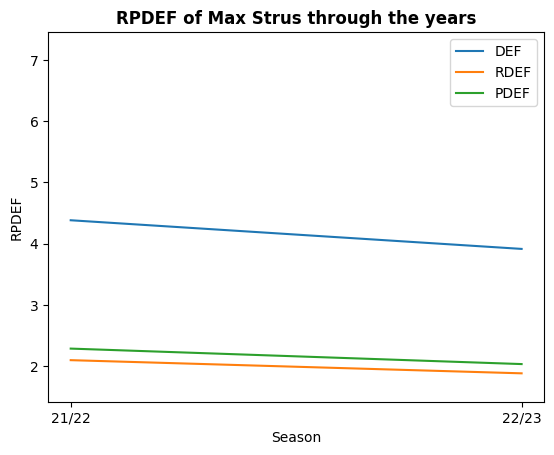 RPDEF of Max Strus through the years
DEF
RDEF
PDEF
7
6
5
4
3
2
RPDEF
21/22
22/23
Season